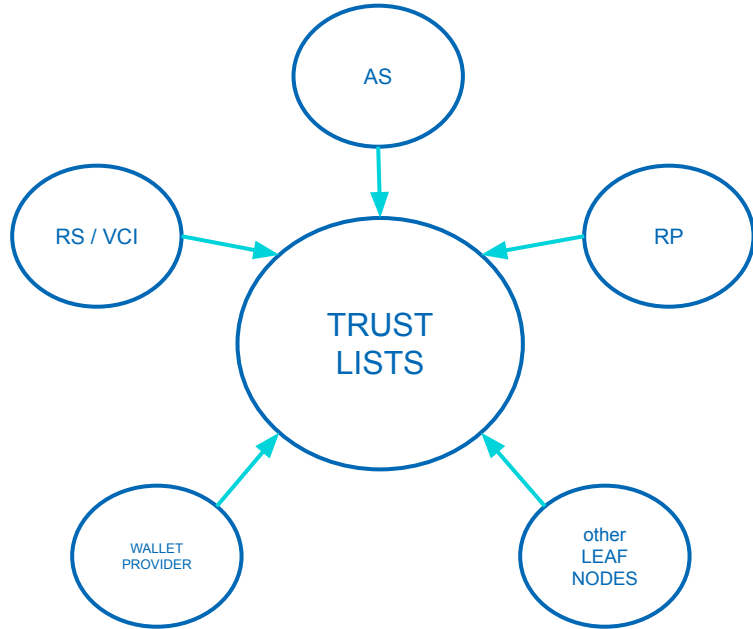 AS
RS / VCI
RP
TRUST
LISTS
WALLET
PROVIDER
other
LEAF
NODES